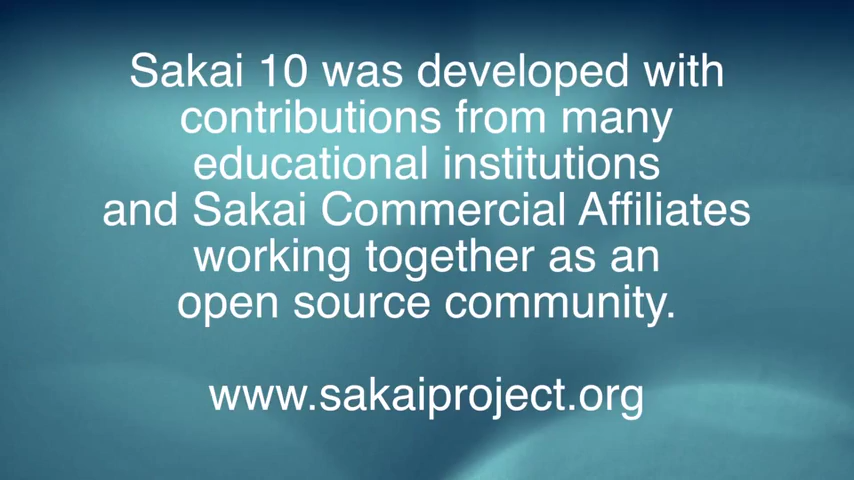 Sakai 10 was developed with
contributions from many
educational institutions
and Sakai Commercial Affiliates
working together as an
open source community.
www.sakaiproject.org